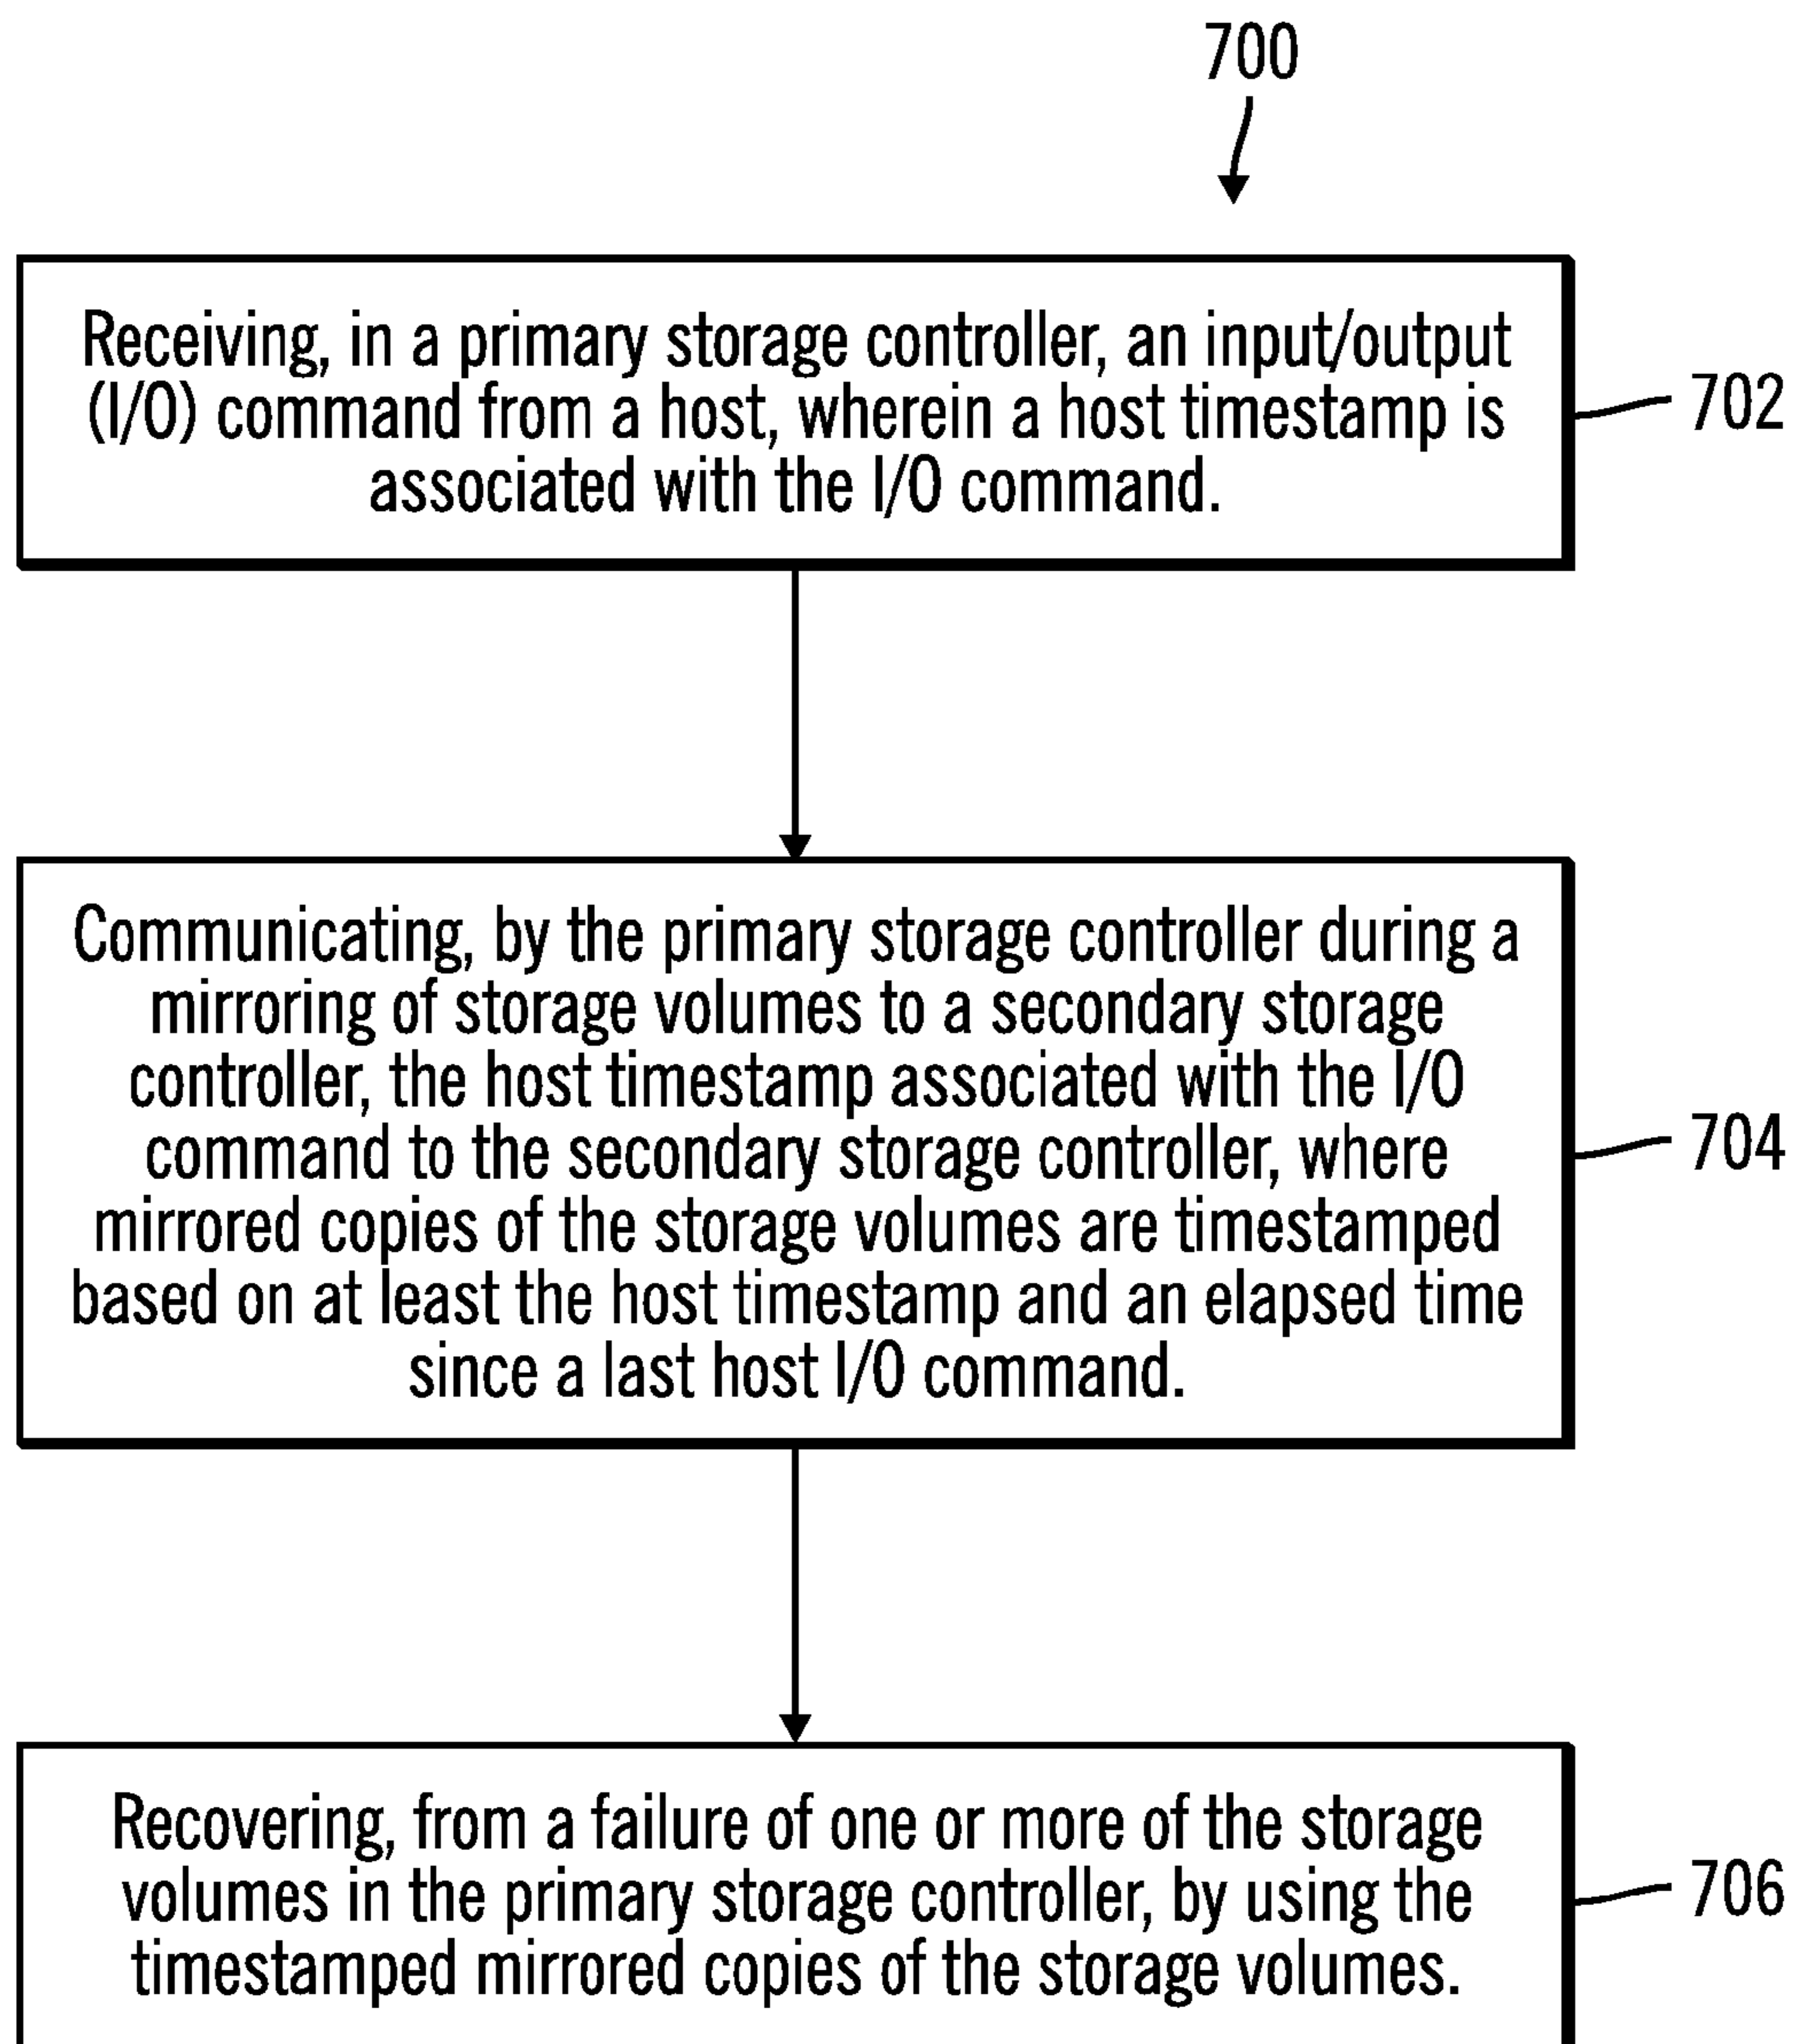 700
Receiving, in a primary storage controller, an input/output
(I/O) command from a host, wherein a host timestamp is
associated with the I/O command.
702
Communicating, by the primary storage controller during a
mirroring of storage volumes to a secondary storage
controller, the host timestamp associated with the I/O
command to the secondary storage controller, where
mirrored copies of the storage volumes are timestamped
based on at least the host timestamp and an elapsed time
since a last host I/O command.
704
Recovering, from a failure of one or more of the storage
volumes in the primary storage controller, by using the
timestamped mirrored copies of the storage volumes.
706